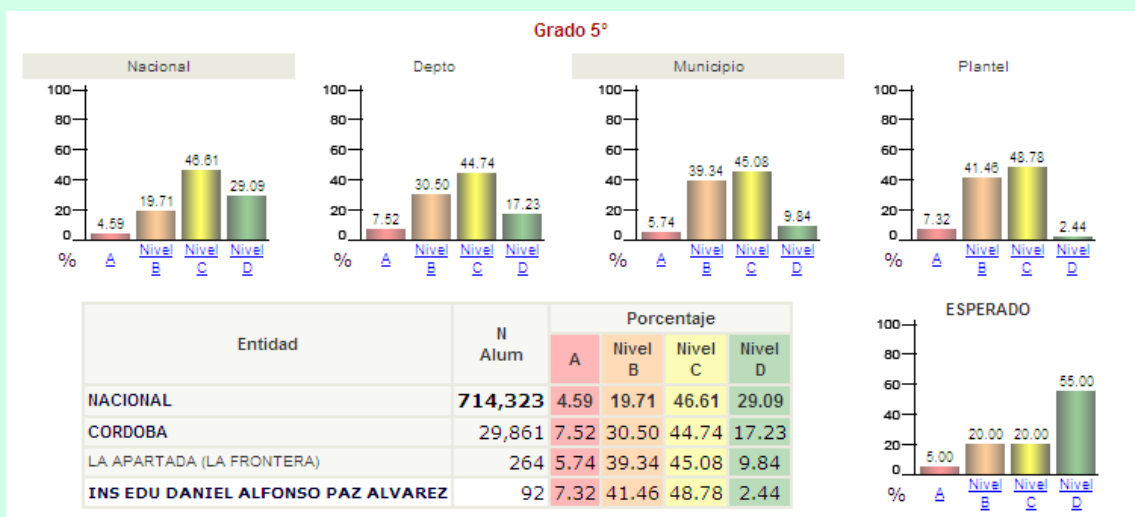 Grado 5°
Nacional
100
80
60
40
20
0
4.59
19.71
46.61
29.09
%
A
Nivel B
Nivel C
Nivel D
Depto
100
80
60
40
20
0
7.52
30.50
44.74
17.23
%
A
Nivel B
Nivel C
Nivel D
Municipio
100
80
60
40
20
0
5.74
39.34
45.08
9.84
%
A
Nivel B
Nivel C
Nivel D
Plantel
100
80
60
40
20
0
7.32
41.46
48.78
2.44
%
A
Nivel B
Nivel C
Nivel D
Entidad
N
Alum
Porcentaje
A
Nivel B
Nivel C
Nivel D
NACIONAL 714,323 4.59 19.71 46.61 29.09
CORDOBA 29,861 7.52 30.50 44.74 17.23
LA APARTADA (LA FRONTERA) 264 5.74 39.34 45.08 9.84
INS EDU DANIEL ALFONSO PAZ ALVAREZ 92 7.32 41.46 48.78 2.44
ESPERADO
100
80
60
40
20
0
5.00
20.00
20.00
55.00
%
A
Nivel B
Nivel C
Nivel D